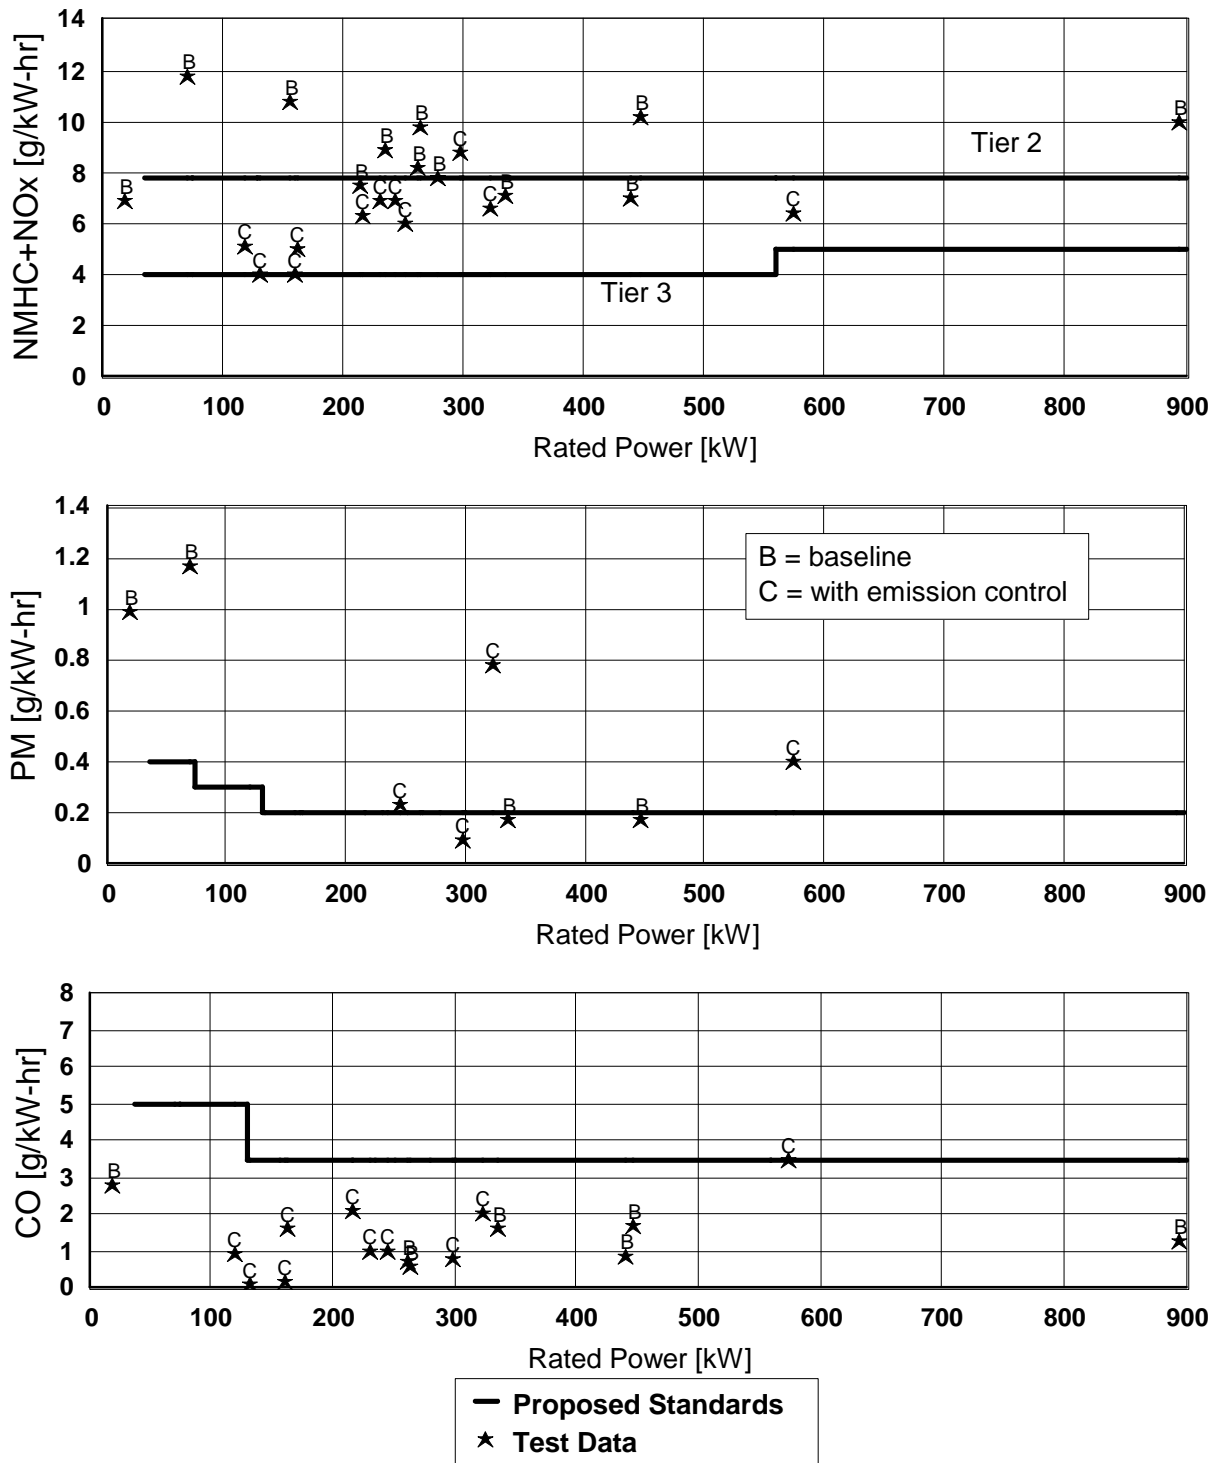 14
12
10
8
6
4
2
0
NMHC+NOx [g/kW-hr]
B
B
B
B
B
B
B
B
C
B
B
B
B
B
C
C
C
C
C
C
C
C
C
C
Tier 2
Tier 3
0 100 200 300 400 500 600 700 800 900
Rated Power [kW]
1.4
1.2
1
0.8
0.6
0.4
0.2
0
PM [g/kW-hr]
B
B
C
C
C
C
B
B
B = baseline
C = with emission control
0 100 200 300 400 500 600 700 800 900
Rated Power [kW]
8
7
6
5
4
3
2
1
0
CO [g/kW-hr]
B
C
C
C
C
C
C
C
B
B
C
C
B
B
B
C
B
0 100 200 300 400 500 600 700 800 900
Rated Power [kW]
Proposed Standards
Test Data